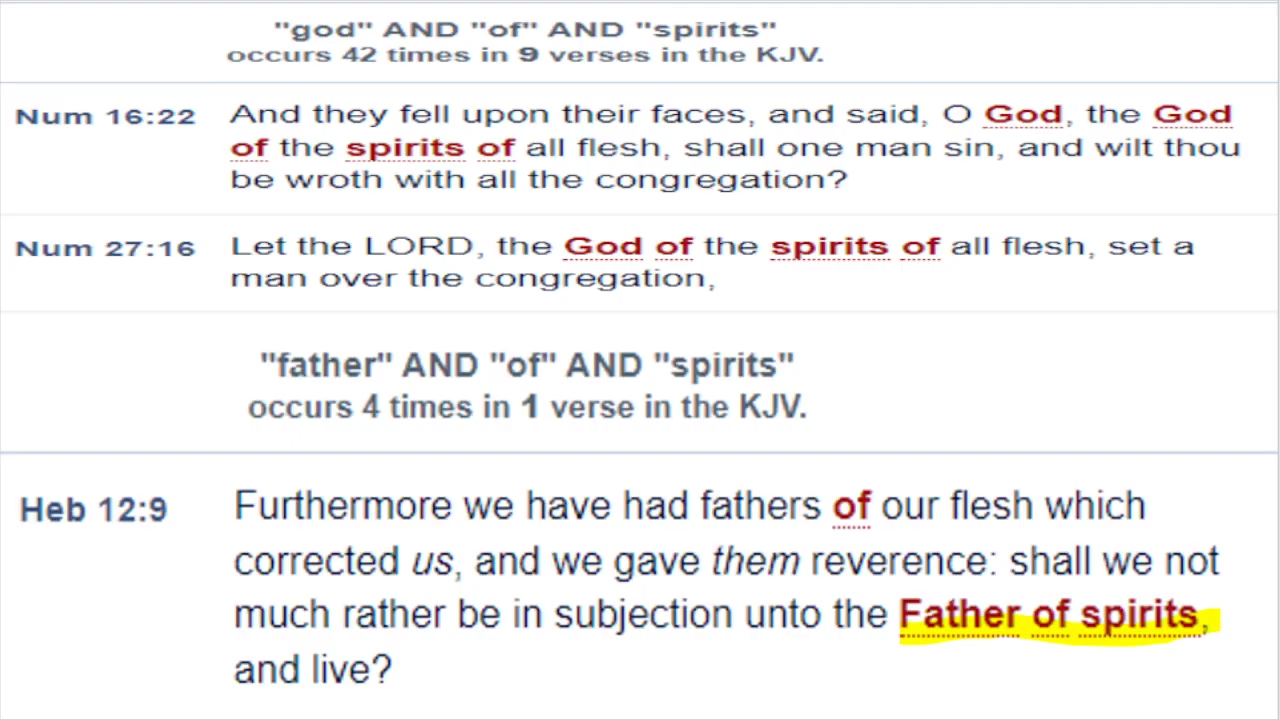 "god" AND "of" AND "spirits"
occurs 42 times in 9 verses in the KJV.
Num 16:22 And they fell upon their faces, and said, O God, the God
of the spirits of all flesh, shall one man sin, and wilt thou
be wroth with all the congregation?
Num 27:16 Let the LORD, the God of the spirits of all flesh, set a
man over the congregation,
"father" AND "of" AND "spirits"
occurs 4 times in 1 verse in the KJV.
Heb 12:9 Furthermore we have had fathers of our flesh which
corrected us, and we gave them reverence: shall we not
much rather be in subjection unto the Father of spirits,
and live?